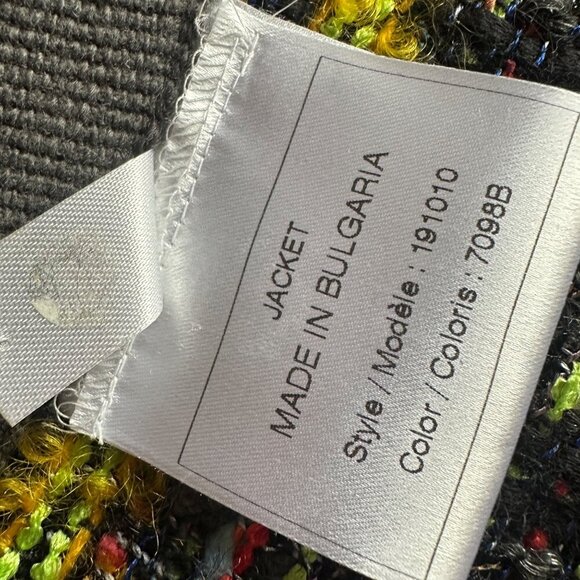 JACKET
MADE IN BULGARIA
Style / Modèle : 191010
Color / Coloris : 7098B